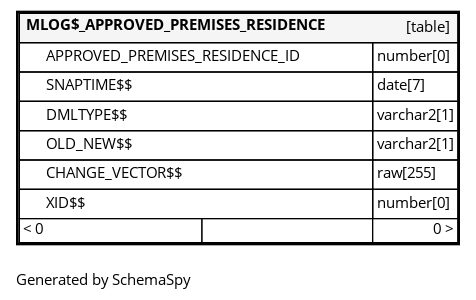 MLOG$_APPROVED_PREMISES_RESIDENCE [table]
APPROVED_PREMISES_RESIDENCE_ID number[0]
SNAPTIME$$ date[7]
DMLTYPE$$ varchar2[1]
OLD_NEW$$ varchar2[1]
CHANGE_VECTOR$$ raw[255]
XID$$ number[0]
< 0 0 >
Generated by SchemaSpy